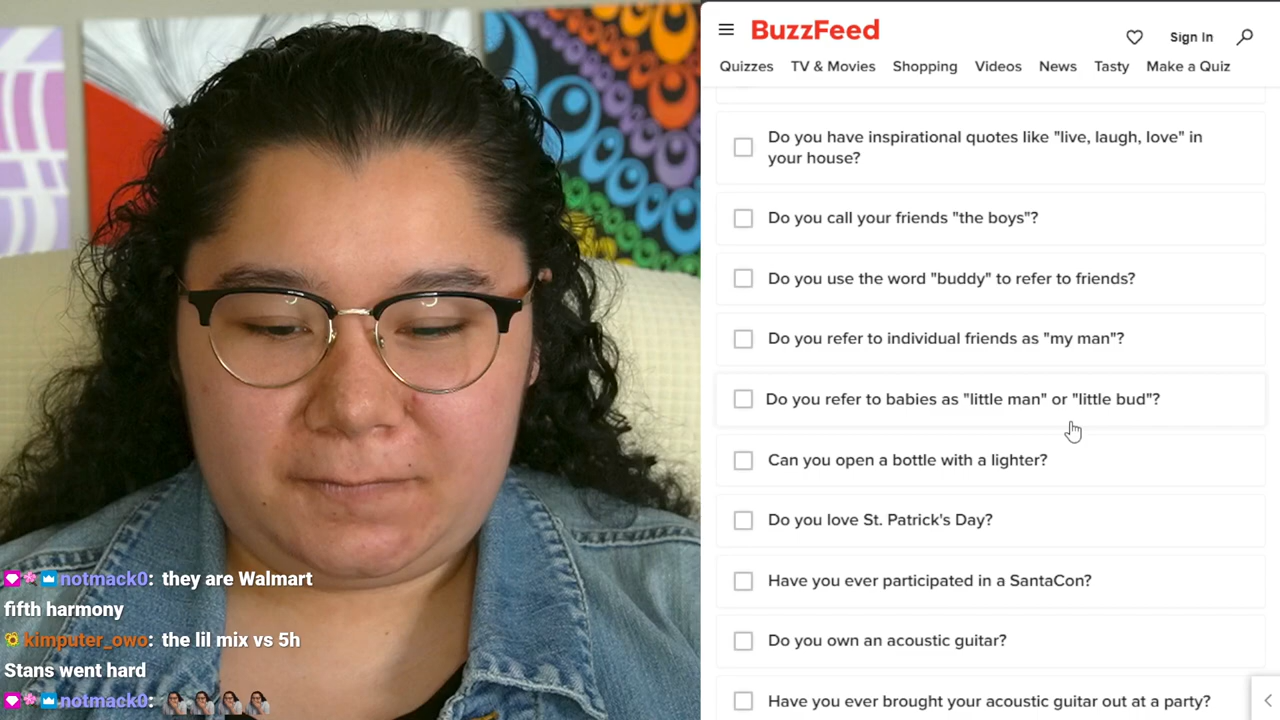 BuzzFeed
Sign In
Quizzes TV & Movies Shopping Videos News Tasty Make a Quiz
Do you have inspirational quotes like "live, laugh, love" in
your house?
Do you call your friends "the boys"?
Do you use the word "buddy" to refer to friends?
Do you refer to individual friends as "my man"?
Do you refer to babies as "little man" or "little bud"?
Can you open a bottle with a lighter?
Do you love St. Patrick's Day?
Have you ever participated in a SantaCon?
Do you own an acoustic guitar?
Have you ever brought your acoustic guitar out at a party?
notmack0: they are Walmart
fifth harmony
kimputer_owo: the lil mix vs 5h
Stans went hard
notmack0: